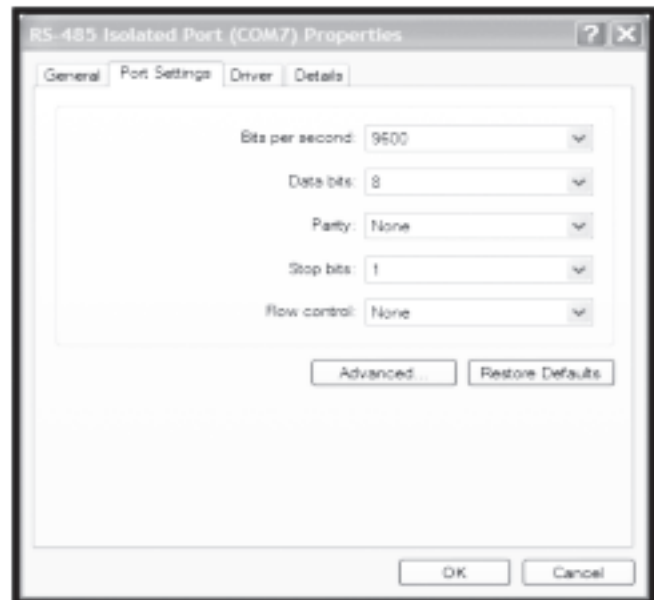 RS-485 Isolated Port (COM7) Properties
General Port Settings Driver Details
Bits per second: 9600
Data bits: 8
Parity: None
Stop bits: 1
Flow control: None
Advanced... Restore Defaults
OK Cancel